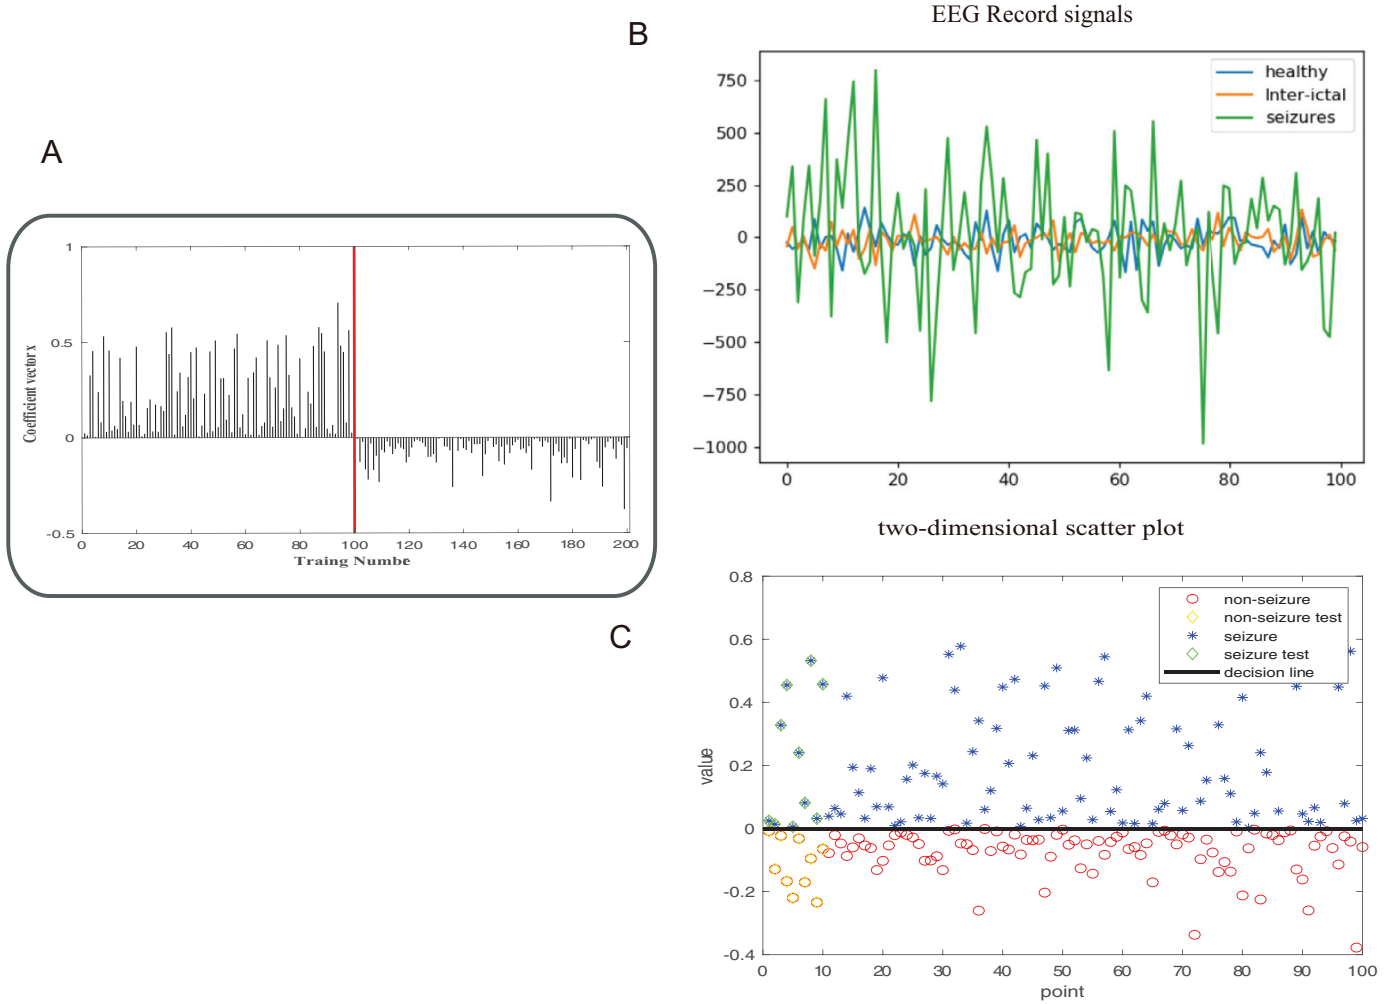 A
1
0.5
0
-0.5
Coefficient vector x
0 20 40 60 80 100 120 140 160 180 200
Traing Numbe
B
EEG Record signals
healthy
Inter-ictal
seizures
750
500
250
0
−250
−500
−750
−1000
0 20 40 60 80 100
C
two-dimensional scatter plot
non-seizure
non-seizure test
seizure
seizure test
decision line
0.8
0.6
0.4
0.2
0
-0.2
-0.4
value
0 10 20 30 40 50 60 70 80 90 100
point